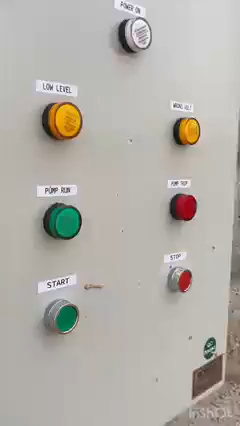 POWER ON
LOW LEVEL
WRONG VOLT
PUMP RUN
PUMP TRIP
START
STOP
InShot